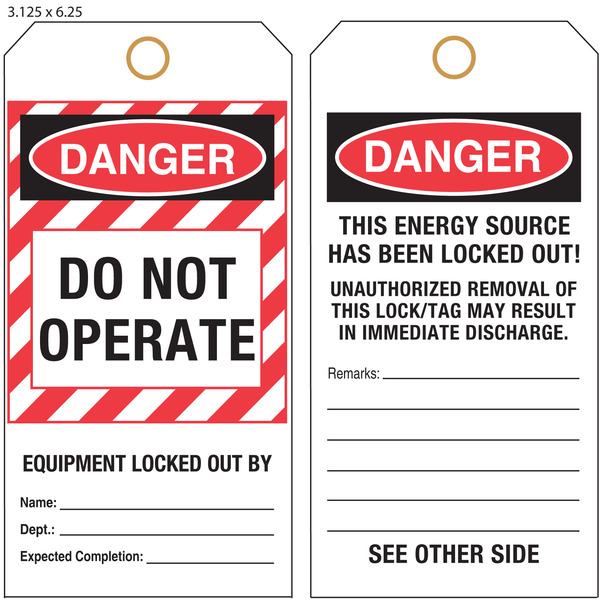 3.125 x 6.25
DANGER
DO NOT
OPERATE
EQUIPMENT LOCKED OUT BY
Name:
Dept.:
Expected Completion:
DANGER
THIS ENERGY SOURCE
HAS BEEN LOCKED OUT!
UNAUTHORIZED REMOVAL OF
THIS LOCK/TAG MAY RESULT
IN IMMEDIATE DISCHARGE.
Remarks:
SEE OTHER SIDE